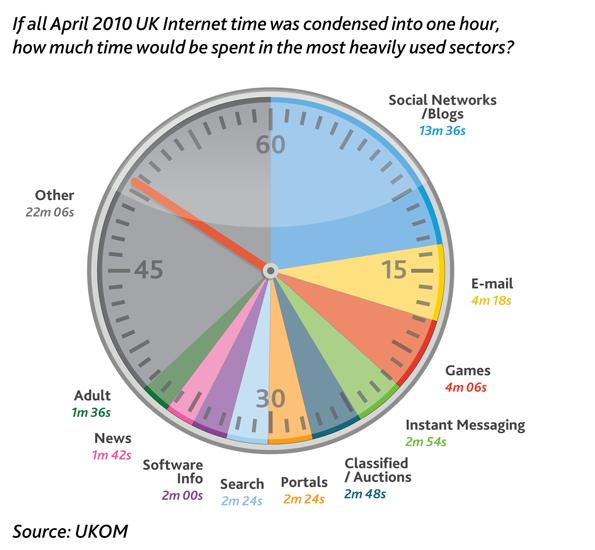 If all April 2010 UK Internet time was condensed into one hour,
how much time would be spent in the most heavily used sectors?
Social Networks
/Blogs
13m 36s
60
Other
22m 06s
45
15
E-mail
4m 18s
Games
4m 06s
30
Adult
1m 36s
Instant Messaging
2m 54s
News
1m 42s
Software
Info
2m 00s
Search
2m 24s
Portals
2m 24s
Classified
/ Auctions
2m 48s
Source: UKOM